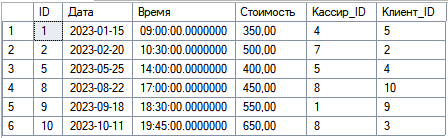 ID Дата Время Стоимость Кассир_ID Клиент_ID
1 1 2023-01-15 09:00:00.0000000 350,00 4 5
2 2 2023-02-20 10:30:00.0000000 500,00 7 2
3 5 2023-05-25 14:00:00.0000000 400,00 5 4
4 8 2023-08-22 17:00:00.0000000 450,00 8 10
5 9 2023-09-18 18:30:00.0000000 550,00 1 9
6 10 2023-10-11 19:45:00.0000000 650,00 8 3